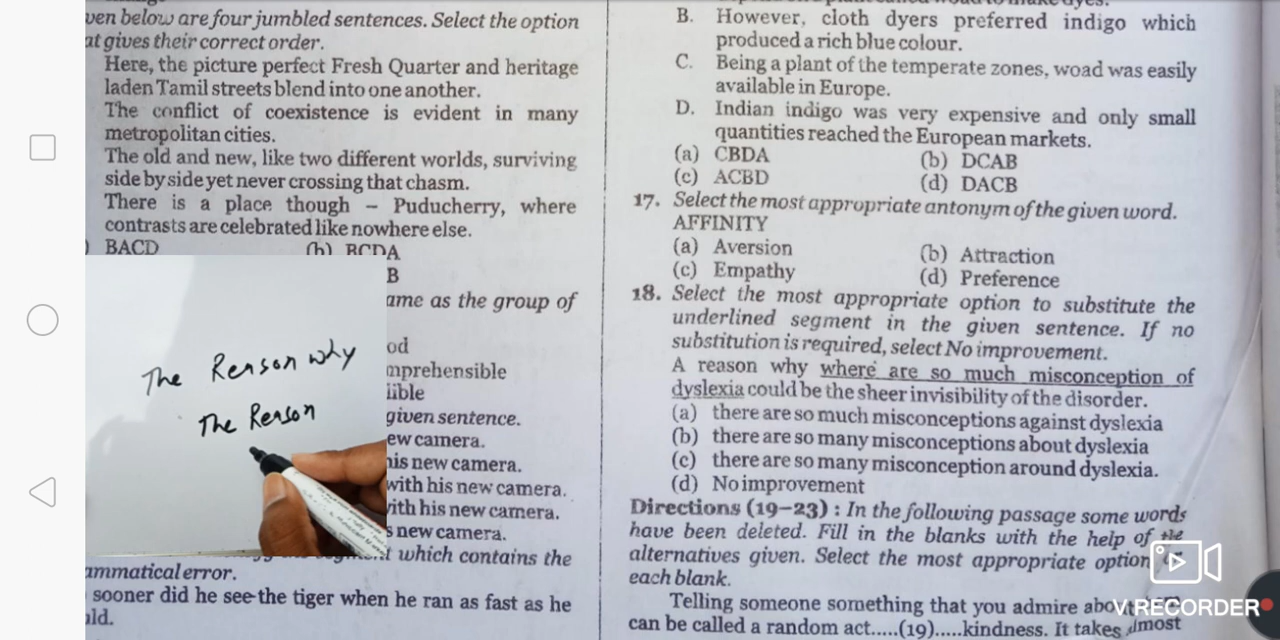 ven below are four jumbled sentences. Select the option
at gives their correct order.
Here, the picture perfect Fresh Quarter and heritage
laden Tamil streets blend into one another.
The conflict of coexistence is evident in many
metropolitan cities.
The old and new, like two different worlds, surviving
side by side yet never crossing that chasm.
There is a place though – Puducherry, where
contrasts are celebrated like nowhere else.
) BACD (b) BCDA
B
ame as the group of
od
mprehensible
ible
given sentence.
ew camera.
his new camera.
with his new camera.
ith his new camera.
s new camera.
which contains the
ammatical error.
sooner did he see the tiger when he ran as fast as he
ld.
The Reason why
The Reason
B. However, cloth dyers preferred indigo which
produced a rich blue colour.
C. Being a plant of the temperate zones, woad was easily
available in Europe.
D. Indian indigo was very expensive and only small
quantities reached the European markets.
(a) CBDA (b) DCAB
(c) ACBD (d) DACB
17. Select the most appropriate antonym of the given word.
AFFINITY
(a) Aversion (b) Attraction
(c) Empathy (d) Preference
18. Select the most appropriate option to substitute the
underlined segment in the given sentence. If no
substitution is required, select No improvement.
A reason why where are so much misconception of
dyslexia could be the sheer invisibility of the disorder.
(a) there are so much misconceptions against dyslexia
(b) there are so many misconceptions about dyslexia
(c) there are so many misconception around dyslexia.
(d) No improvement
Directions (19–23) : In the following passage some words
have been deleted. Fill in the blanks with the help of the
alternatives given. Select the most appropriate option
each blank.
Telling someone something that you admire about
can be called a random act.....(19).....kindness. It takes almost
V RECORDER